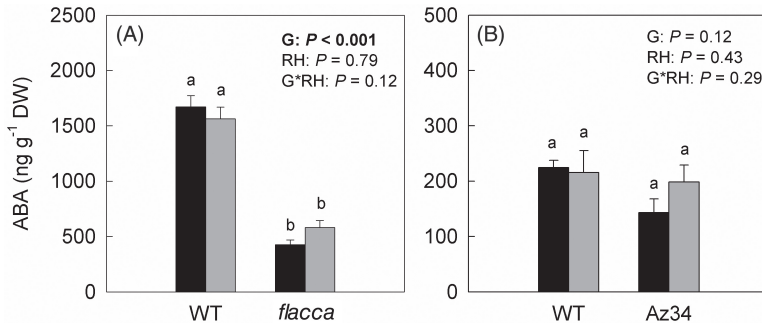 (A)
G: P < 0.001
RH: P = 0.79
G*RH: P = 0.12
ABA (ng g⁻¹ DW)
2500
2000
1500
1000
500
0
a a
b b
WT flacca
(B)
G: P = 0.12
RH: P = 0.43
G*RH: P = 0.29
500
400
300
200
100
0
a a
a a
WT Az34